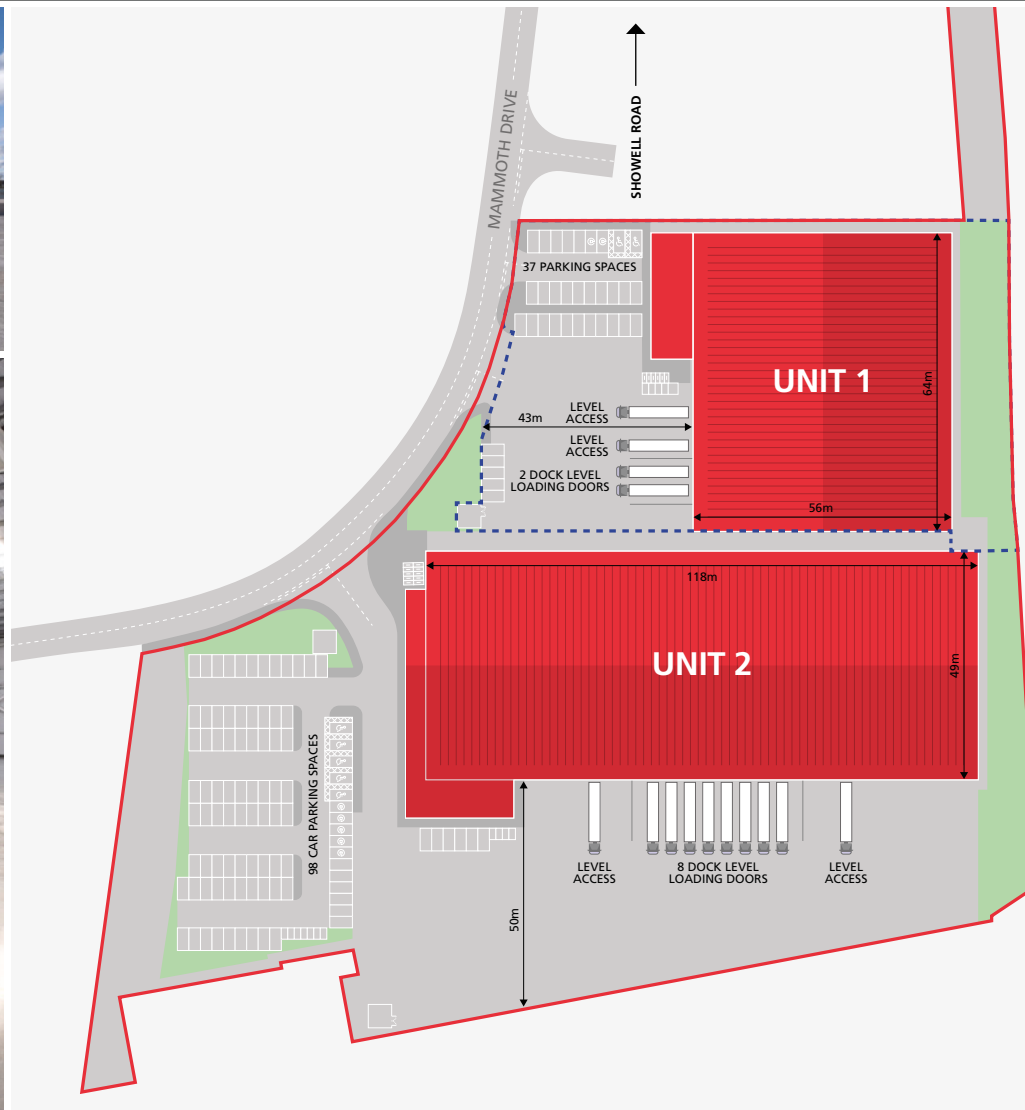 MAMMOTH DRIVE
SHOWELL ROAD
37 PARKING SPACES
UNIT 1
64m
LEVEL
ACCESS
43m
LEVEL
ACCESS
2 DOCK LEVEL
LOADING DOORS
56m
118m
UNIT 2
49m
98 CAR PARKING SPACES
LEVEL
ACCESS
8 DOCK LEVEL
LOADING DOORS
LEVEL
ACCESS
50m